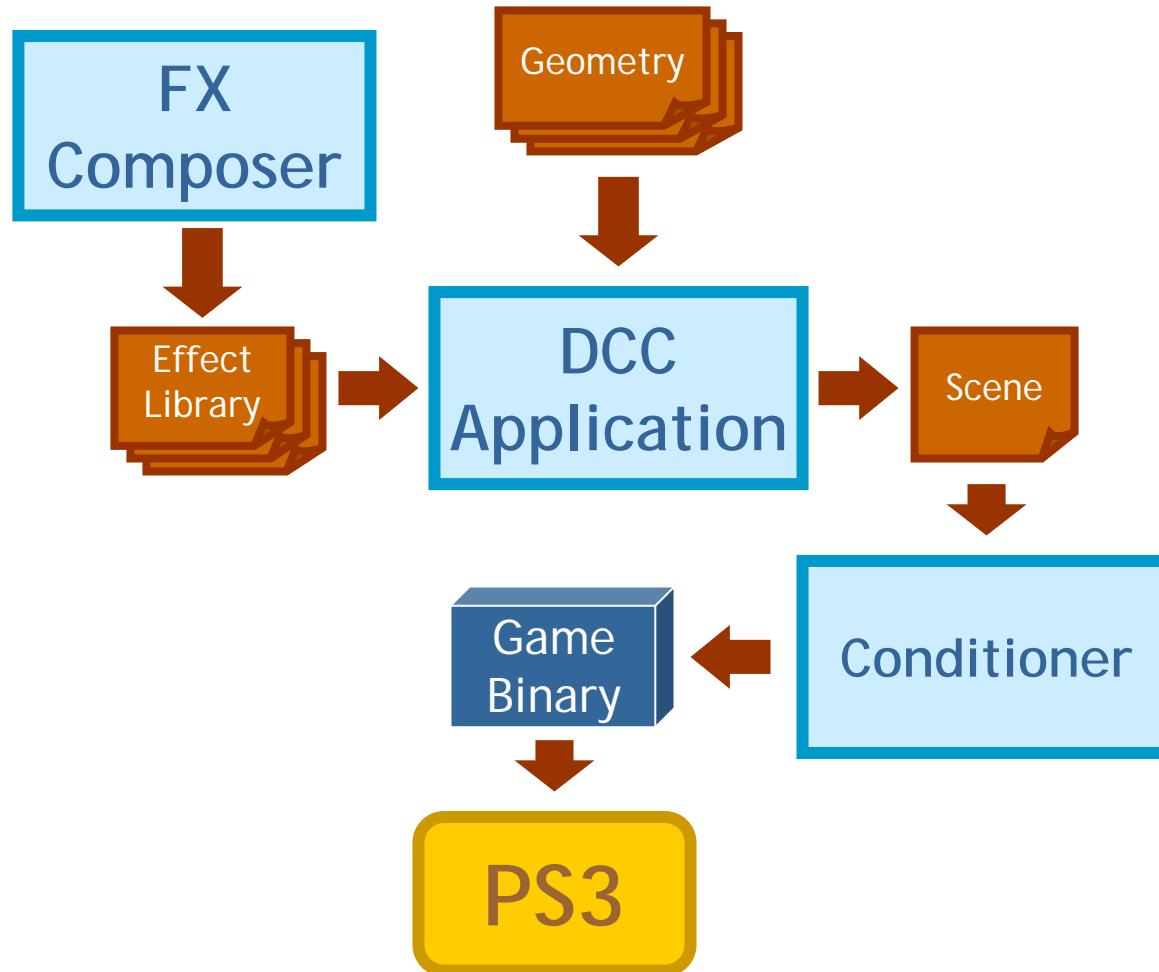 FX
Composer
Geometry
Effect
Library
DCC
Application
Scene
Game
Binary
Conditioner
PS3